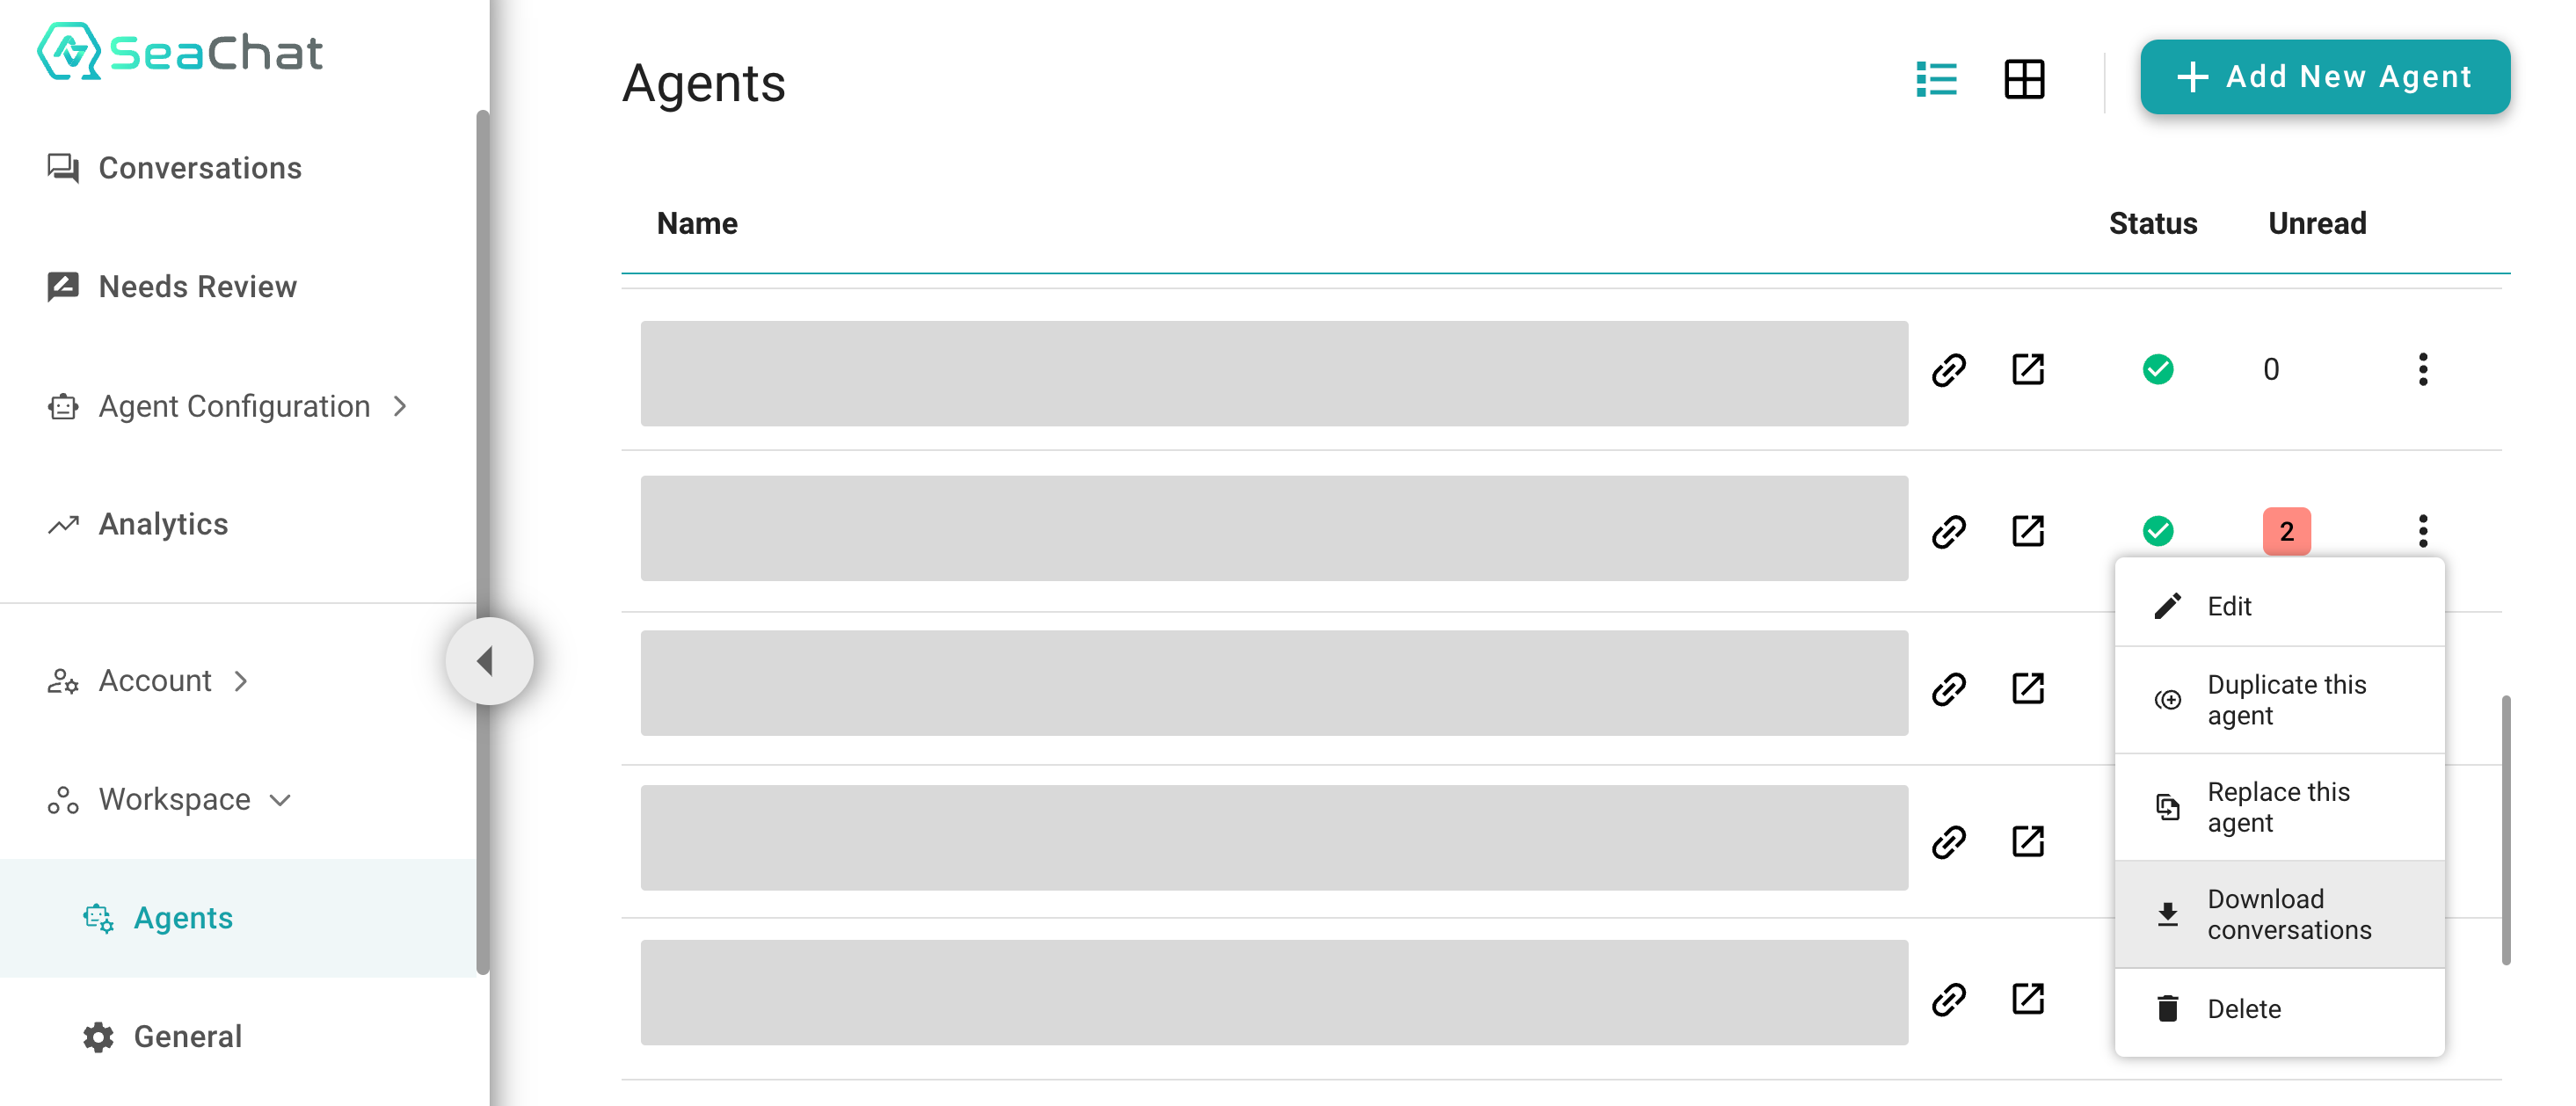 SeaChat
Conversations
Needs Review
Agent Configuration
Analytics
Account
Workspace
Agents
General
Agents
Add New Agent
Name
Status
Unread
0
2
Edit
Duplicate this
agent
Replace this
agent
Download
conversations
Delete